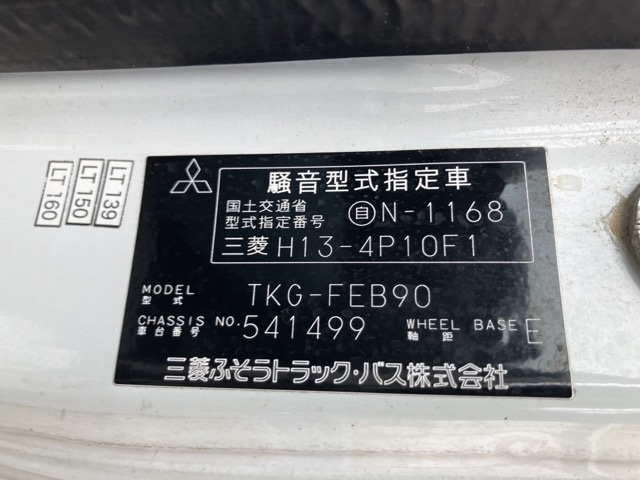 LT 139
LT 150
LT 160
騒音型式指定車
国土交通省
型式指定番号 自 N-1168
三菱 H13-4P10F1
MODEL
型式 TKG-FEB90
CHASSIS NO. 541499 WHEEL BASE E
車台番号 軸距
三菱ふそうトラック・バス株式会社